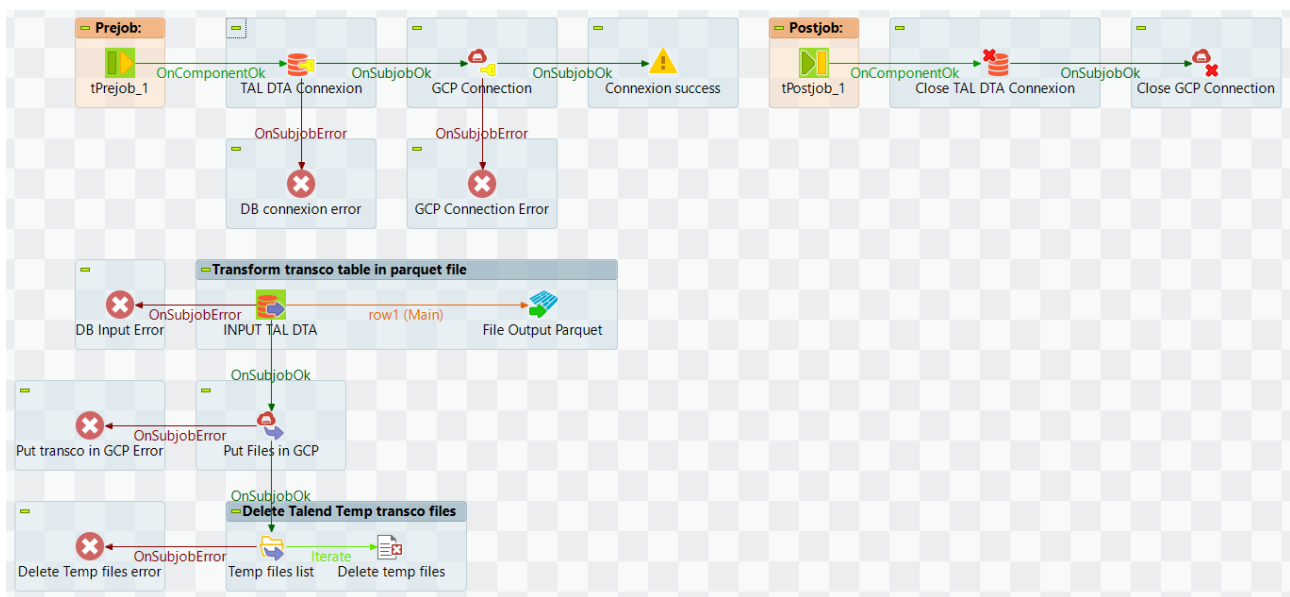 Prejob:
Postjob:
OnComponentOk
OnSubjobOk
OnSubjobOk
OnComponentOk
OnSubjobOk
tPrejob_1
TAL DTA Connexion
GCP Connection
Connexion success
tPostjob_1
Close TAL DTA Connexion
Close GCP Connection
OnSubjobError
OnSubjobError
DB connexion error
GCP Connection Error
Transform transco table in parquet file
OnSubjobError
row1 (Main)
DB Input Error
INPUT TAL DTA
File Output Parquet
OnSubjobOk
OnSubjobError
Put transco in GCP Error
Put Files in GCP
OnSubjobOk
Delete Talend Temp transco files
OnSubjobError
Iterate
Delete Temp files error
Temp files list
Delete temp files